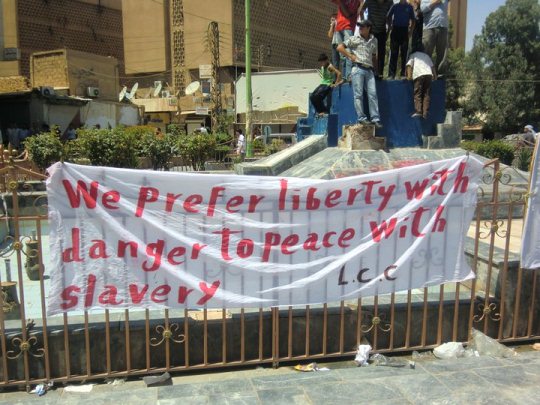 We prefer liberty with
danger to peace with
slavery L.C.C